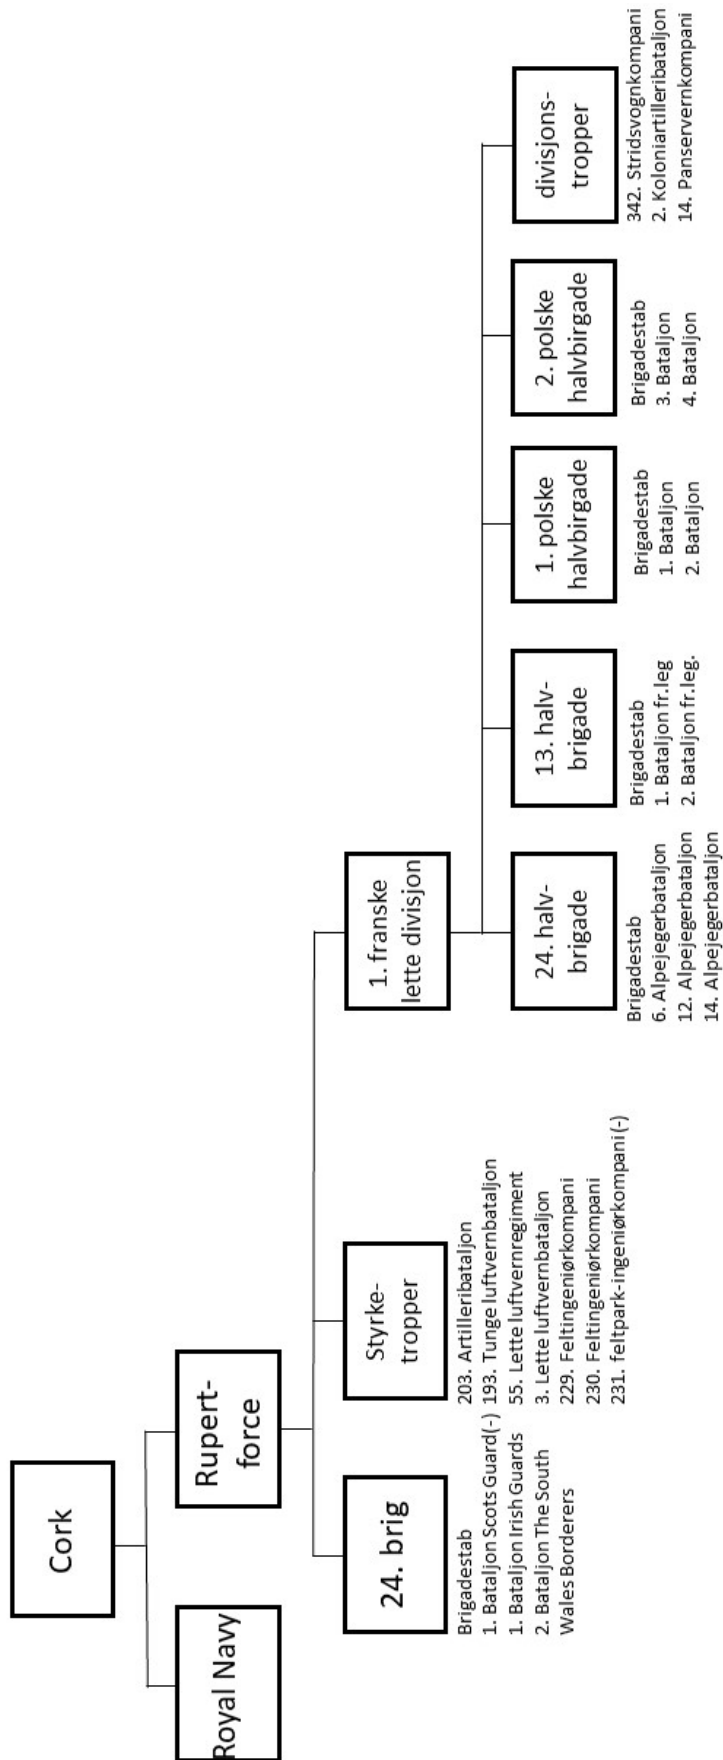 Cork
Royal Navy
Rupert-
force
24. brig
Brigadestab
1. Bataljon Scots Guard(-)
1. Bataljon Irish Guards
2. Bataljon The South
Wales Borderers
Styrke-
tropper
203. Artilleribataljon
193. Tunge luftvernbataljon
55. Lette luftvernregiment
3. Lette luftvernbataljon
229. Feltingeniørkompani
230. Feltingeniørkompani
231. feltpark-ingeniørkompani(-)
1. franske
lette divisjon
24. halv-
brigade
Brigadestab
6. Alpejegerbataljon
12. Alpejegerbataljon
14. Alpejegerbataljon
13. halv-
brigade
Brigadestab
1. Bataljon fr.leg
2. Bataljon fr.leg.
1. polske
halvbirgade
Brigadestab
1. Bataljon
2. Bataljon
2. polske
halvbirgade
Brigadestab
3. Bataljon
4. Bataljon
divisjons-
tropper
342. Stridsvognkompani
2. Koloniartilleribataljon
14. Panservernkompani